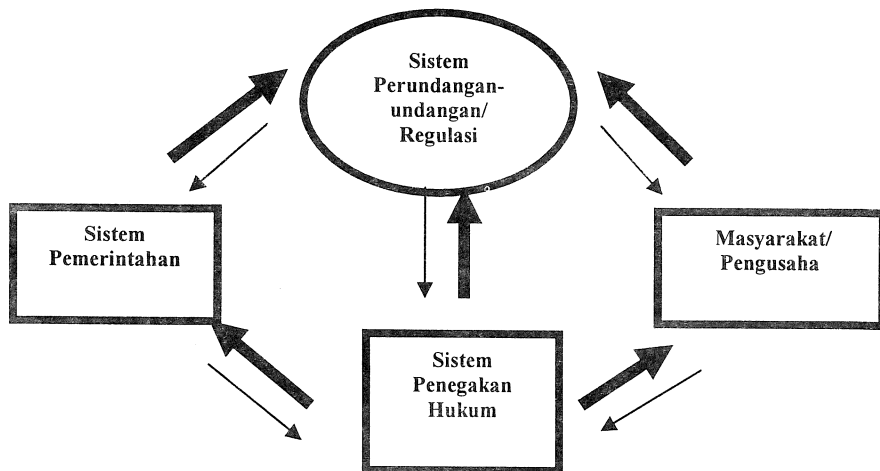 Sistem
Perundangan-
undangan/
Regulasi
Sistem
Pemerintahan
Masyarakat/
Pengusaha
Sistem
Penegakan
Hukum